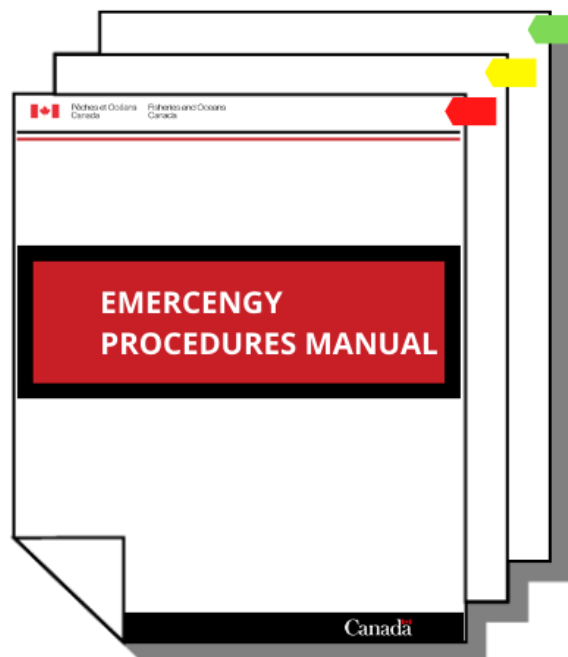 Pêches et Océans Fisheries and Oceans
Canada Canada
EMERCENGY
PROCEDURES MANUAL
Canada